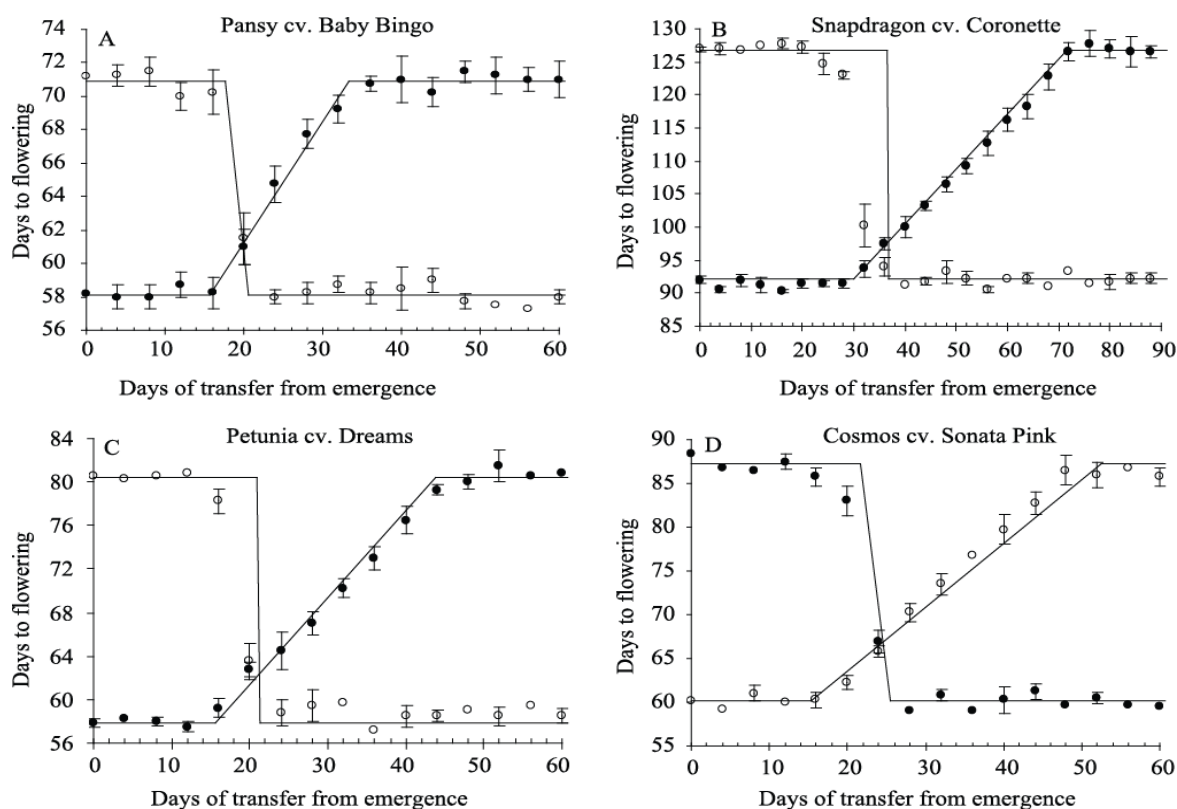 Pansy cv. Baby Bingo
A
Days to flowering
74
72
70
68
66
64
62
60
58
56
0 10 20 30 40 50 60
Days of transfer from emergence
Snapdragon cv. Coronette
B
Days to flowering
130
125
120
115
110
105
100
95
90
85
0 10 20 30 40 50 60 70 80 90
Days of transfer from emergence
Petunia cv. Dreams
C
Days to flowering
84
80
76
72
68
64
60
56
0 10 20 30 40 50 60
Days of transfer from emergence
Cosmos cv. Sonata Pink
D
Days to flowering
90
85
80
75
70
65
60
55
0 10 20 30 40 50 60
Days of transfer from emergence